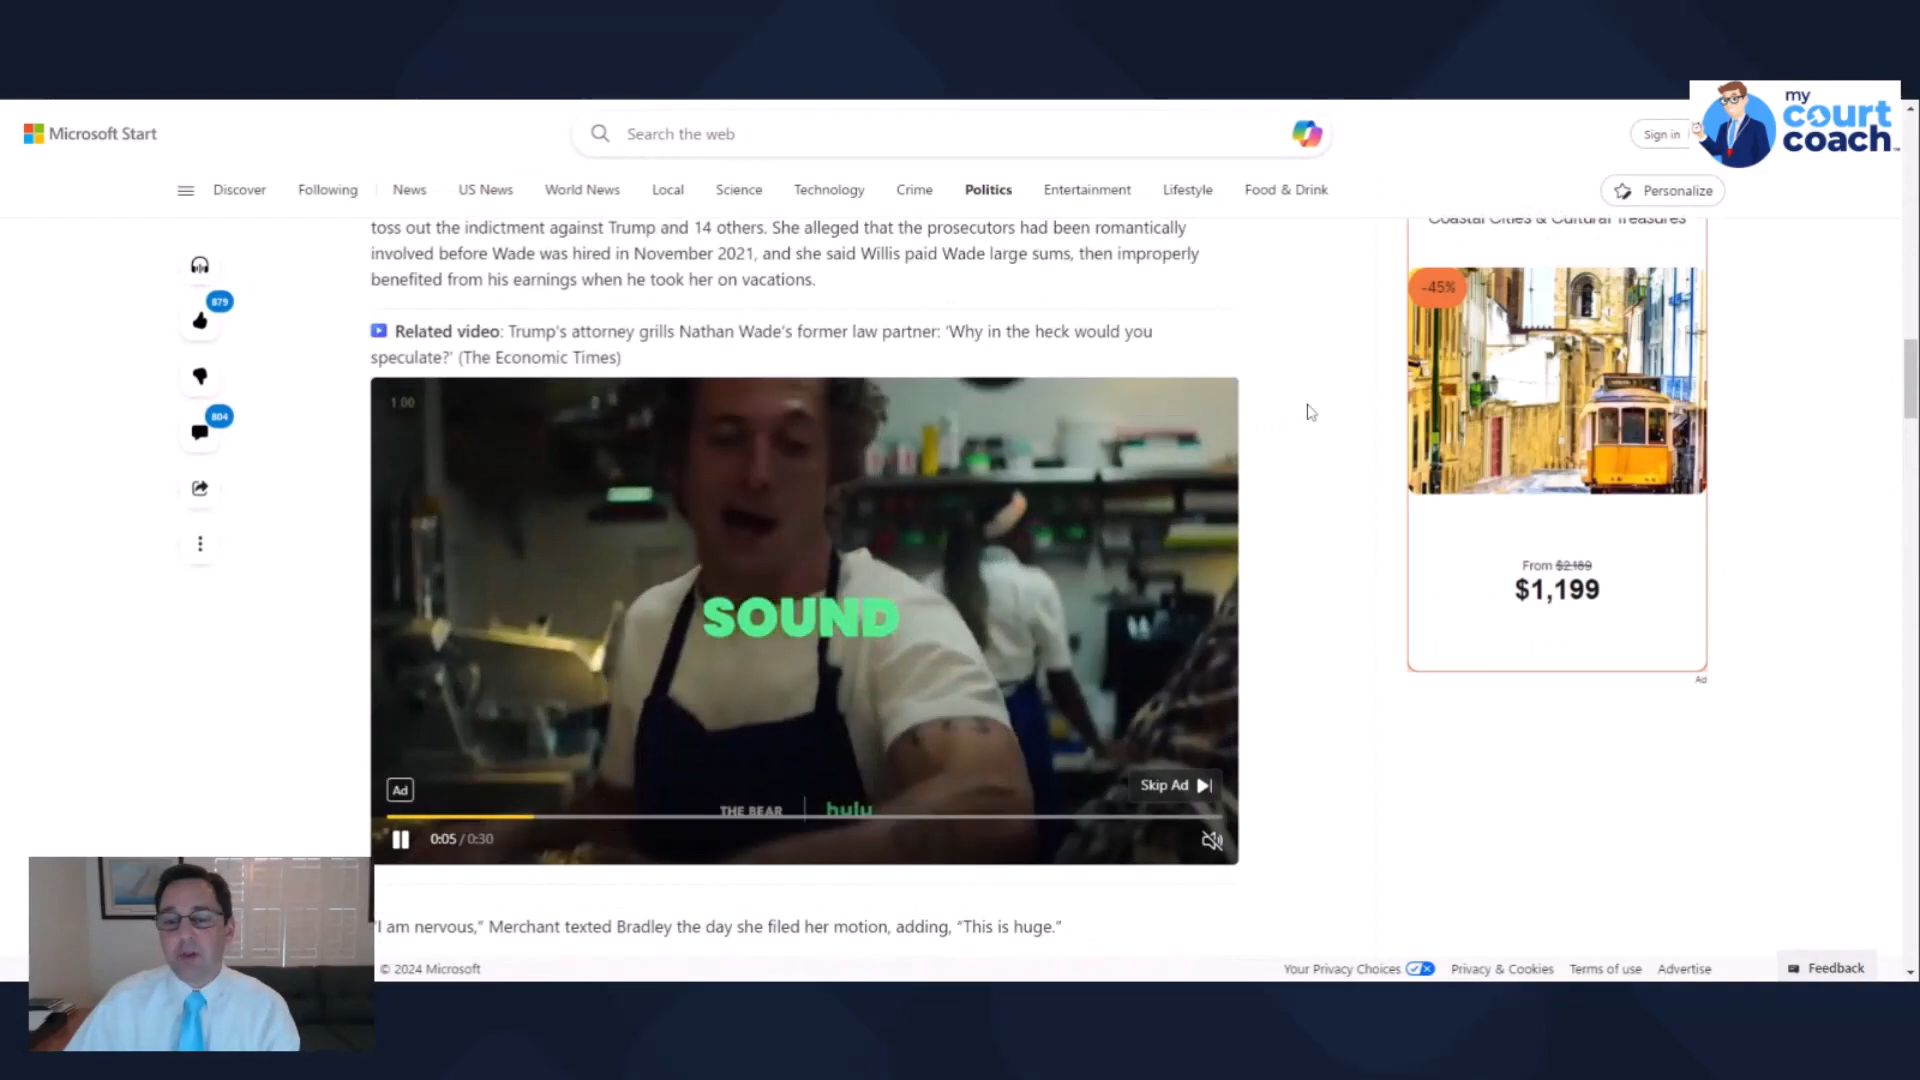 my
court
coach
Microsoft Start
Search the web
Sign in
Discover
Following
News
US News
World News
Local
Science
Technology
Crime
Politics
Entertainment
Lifestyle
Food & Drink
Personalize
toss out the indictment against Trump and 14 others. She alleged that the prosecutors had been romantically
involved before Wade was hired in November 2021, and she said Willis paid Wade large sums, then improperly
benefited from his earnings when he took her on vacations.
Related video: Trump's attorney grills Nathan Wade's former law partner: 'Why in the heck would you
speculate?' (The Economic Times)
879
804
1.00
SOUND
Ad
Skip Ad
THE BEAR
hulu
0:05 / 0:30
Coastal Cities & Cultural Treasures
-45%
From $2189
$1,199
Ad
"I am nervous," Merchant texted Bradley the day she filed her motion, adding, "This is huge."
© 2024 Microsoft
Your Privacy Choices
Privacy & Cookies
Terms of use
Advertise
Feedback